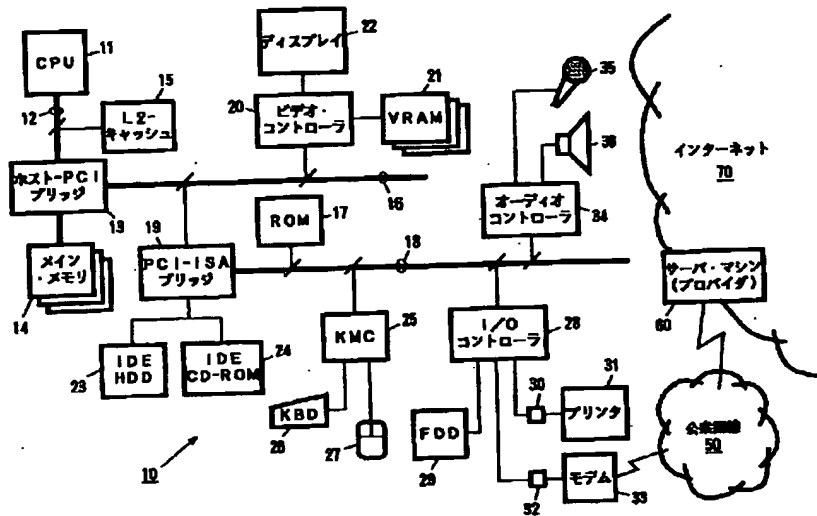 CPU
11
12
L2-
キャッシュ
15
ホスト-PCI
ブリッジ
13
メイン
・メモリ
14
ディスプレイ
22
ビデオ・
コントローラ
20
VRAM
21
16
ROM
17
PCI-ISA
ブリッジ
19
18
IDE
HDD
23
IDE
CD-ROM
24
KMC
25
KBD
26
27
I/O
コントローラ
28
FDD
29
30
プリンタ
31
32
モデム
33
オーディオ
コントローラ
34
35
36
インターネット
70
サーバ・マシン
(プロバイダ)
60
公衆回線
50
10